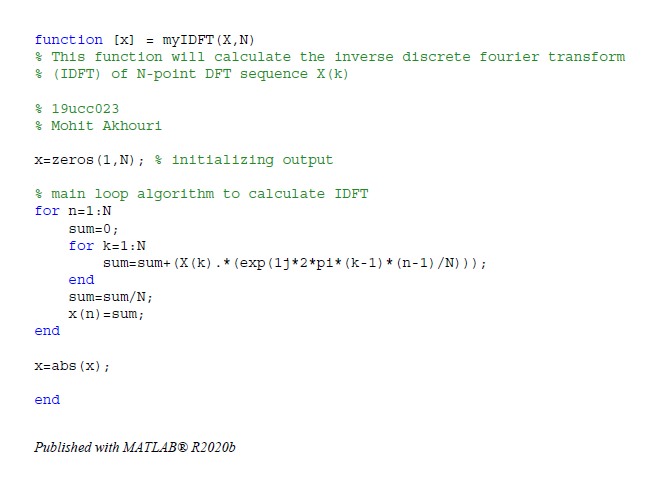 function [x] = myIDFT(X,N)
% This function will calculate the inverse discrete fourier transform
% (IDFT) of N-point DFT sequence X(k)
% 19ucc023
% Mohit Akhouri
x=zeros(1,N); % initializing output
% main loop algorithm to calculate IDFT
for n=1:N
    sum=0;
    for k=1:N
        sum=sum+(X(k).*(exp(1j*2*pi*(k-1)*(n-1)/N)));
    end
    sum=sum/N;
    x(n)=sum;
end
x=abs(x);
end
Published with MATLAB® R2020b